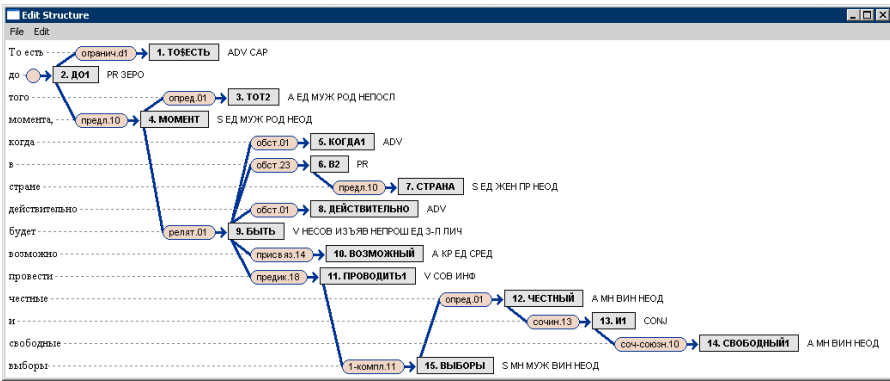 Edit Structure
File Edit
То есть огранич.d1 1. ТО$ЕСТЬ ADV CAP
до 2. ДО1 PR ЗЕРО
того опред.01 3. ТОТ2 А ЕД МУЖ РОД НЕПОСЛ
момента, предл.10 4. МОМЕНТ S ЕД МУЖ РОД НЕОД
когда обст.01 5. КОГДА1 ADV
в обст.23 6. В2 PR
стране предл.10 7. СТРАНА S ЕД ЖЕН ПР НЕОД
действительно обст.01 8. ДЕЙСТВИТЕЛЬНО ADV
будет релят.01 9. БЫТЬ V НЕСОВ ИЗЪЯВ НЕПРОШ ЕД 3-Л ЛИЧ
возможно присвяз.14 10. ВОЗМОЖНЫЙ А КР ЕД СРЕД
провести предик.18 11. ПРОВОДИТЬ1 V СОВ ИНФ
честные опред.01 12. ЧЕСТНЫЙ А МН ВИН НЕОД
и сочин.13 13. И1 CONJ
свободные соч-союзн.10 14. СВОБОДНЫЙ1 А МН ВИН НЕОД
выборы 1-компл.11 15. ВЫБОРЫ S МН МУЖ ВИН НЕОД